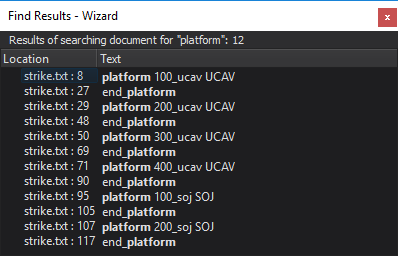 Find Results - Wizard x
Results of searching document for "platform": 12
Location Text
strike.txt : 8 platform 100_ucav UCAV
strike.txt : 27 end_platform
strike.txt : 29 platform 200_ucav UCAV
strike.txt : 48 end_platform
strike.txt : 50 platform 300_ucav UCAV
strike.txt : 69 end_platform
strike.txt : 71 platform 400_ucav UCAV
strike.txt : 90 end_platform
strike.txt : 95 platform 100_soj SOJ
strike.txt : 105 end_platform
strike.txt : 107 platform 200_soj SOJ
strike.txt : 117 end_platform